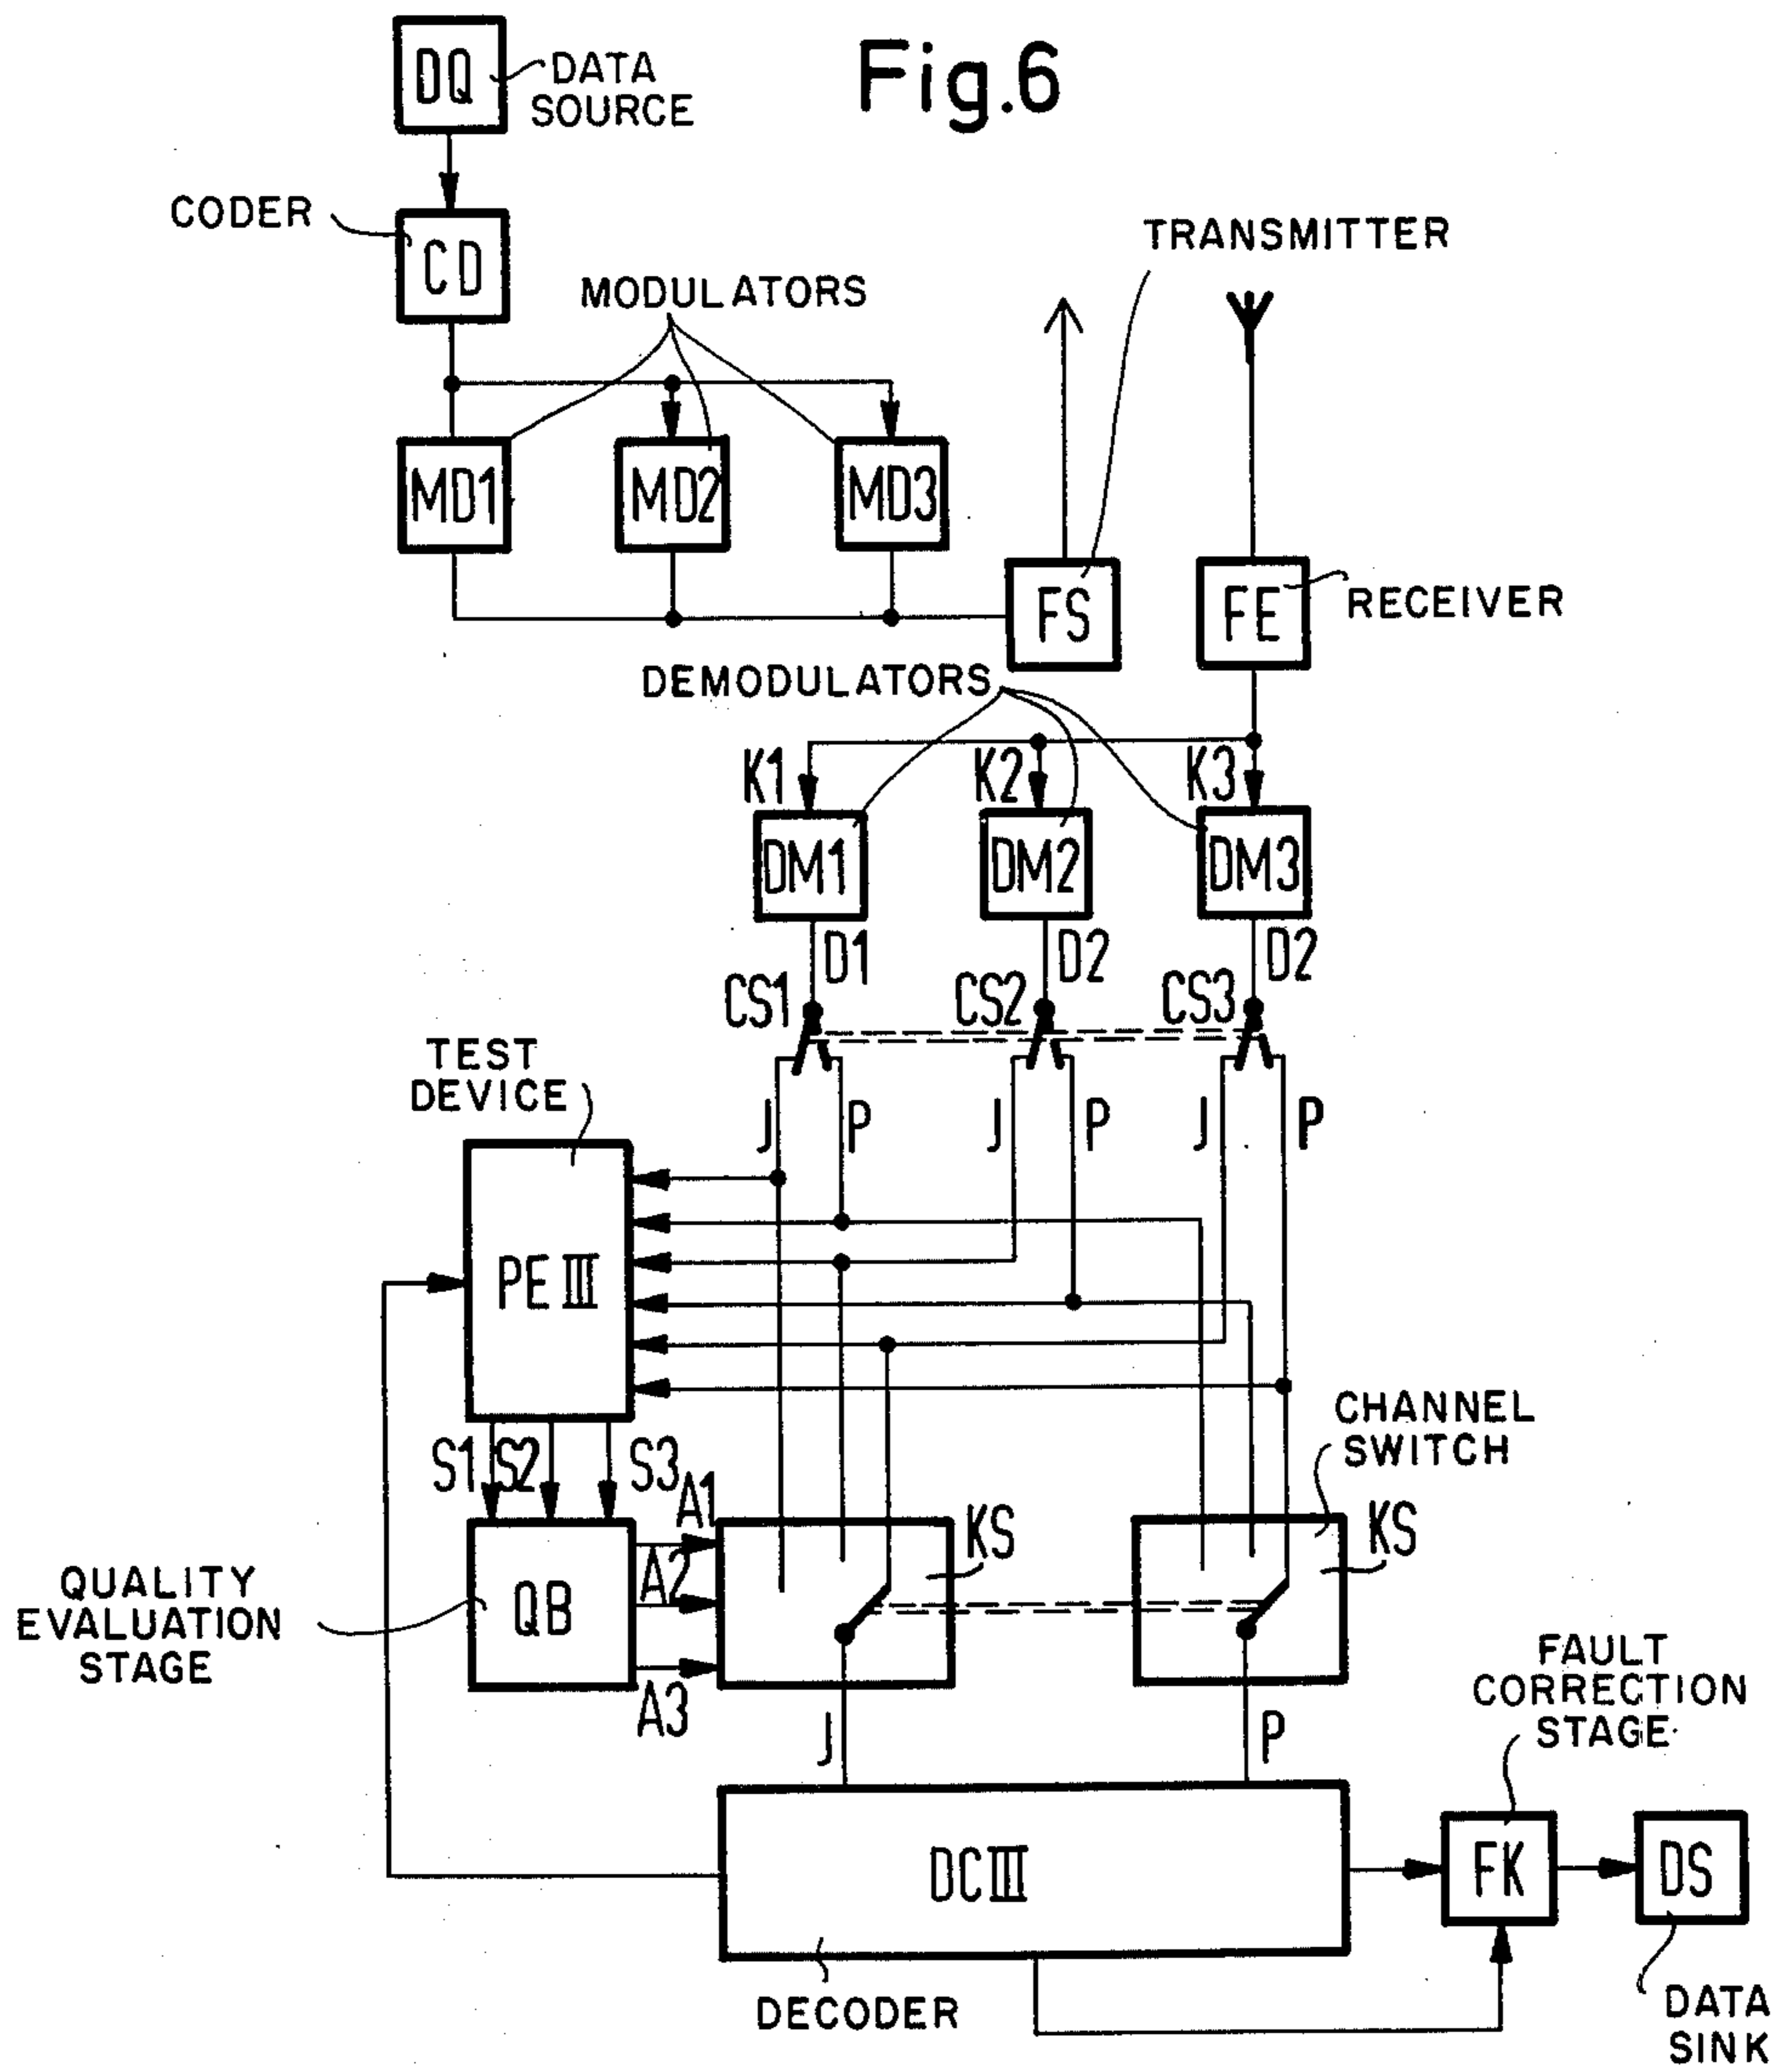 Fig.6
DQ
DATA
SOURCE
CODER
CD
TRANSMITTER
MODULATORS
MD1
MD2
MD3
FS
FE
RECEIVER
DEMODULATORS
K1
K2
K3
DM1
DM2
DM3
D1
D2
D2
CS1
CS2
CS3
TEST
DEVICE
J
P
J
P
J
P
PE III
CHANNEL
SWITCH
S1
S2
S3
A1
KS
KS
A2
QUALITY
EVALUATION
STAGE
QB
A3
FAULT
CORRECTION
STAGE
J
P
DC III
FK
DS
DECODER
DATA
SINK